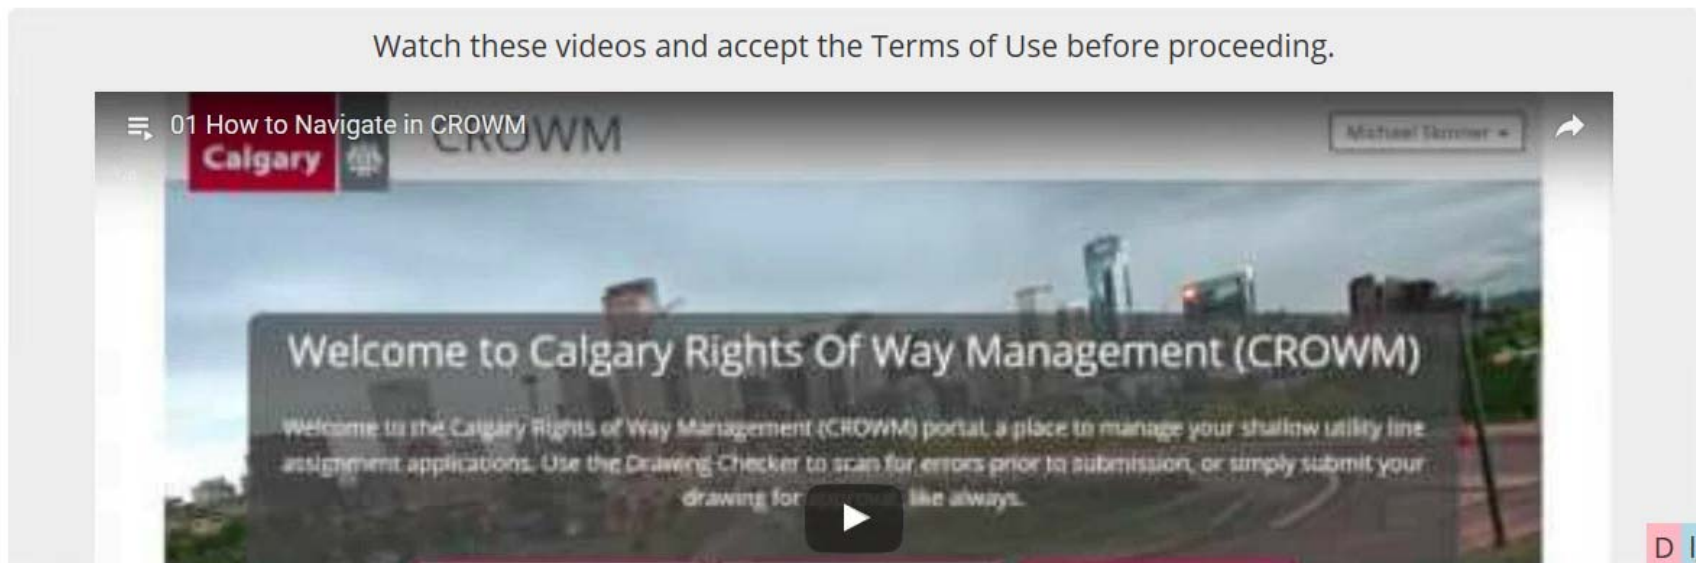 Watch these videos and accept the Terms of Use before proceeding.
01 How to Navigate in CROWM
CROWM
Calgary
Michael Skinner
Welcome to Calgary Rights Of Way Management (CROWM)
Welcome to the Calgary Rights of Way Management (CROWM) portal, a place to manage your shallow utility line
assignment applications. Use the Drawing Checker to scan for errors prior to submission, or simply submit your
drawing for like always.
D